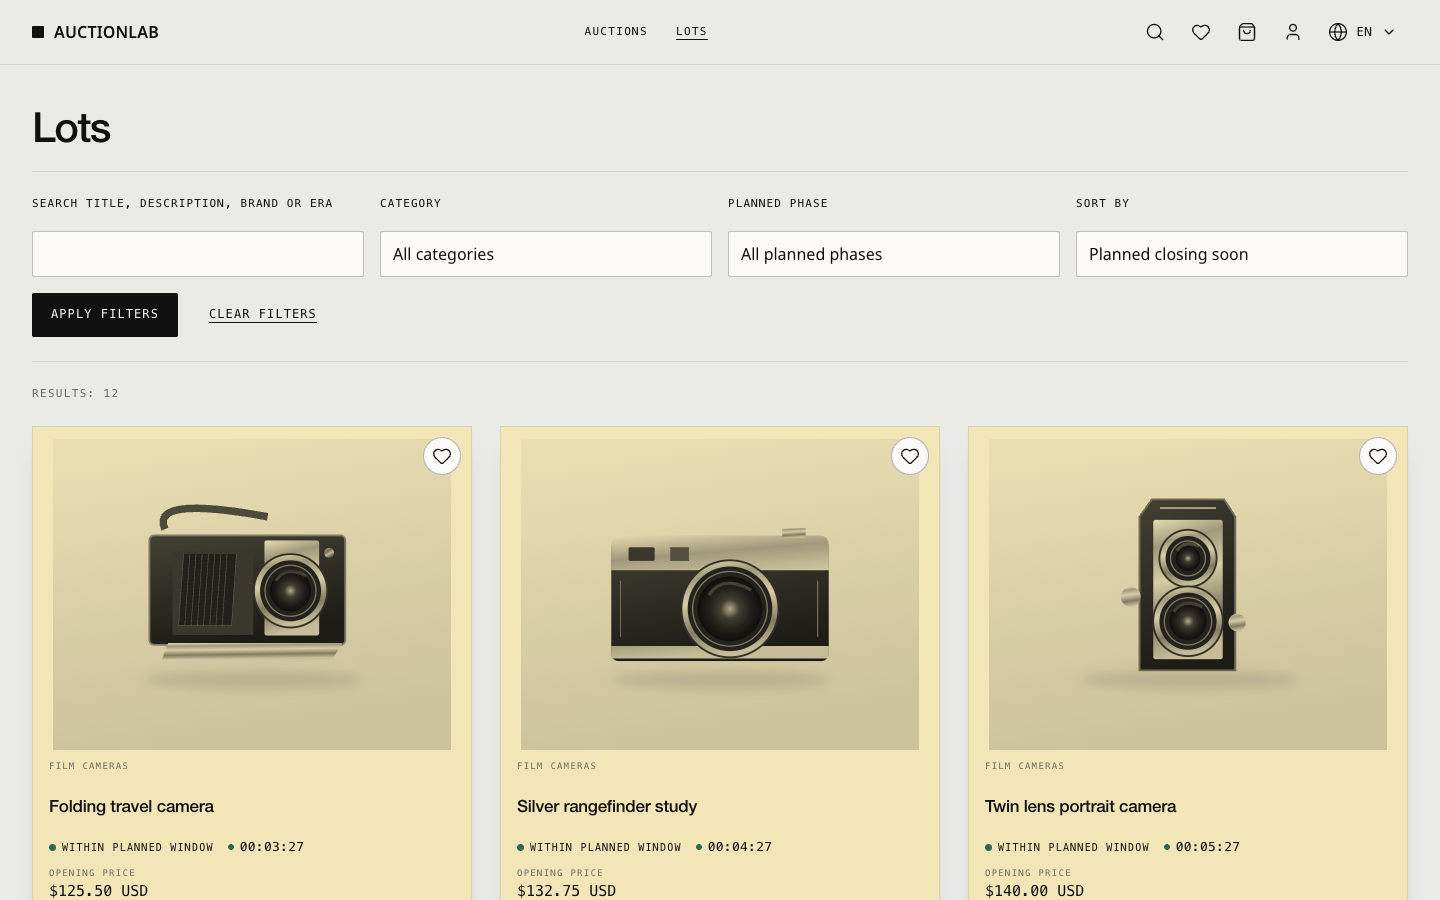 AUCTIONLAB
AUCTIONS LOTS
EN
Lots
SEARCH TITLE, DESCRIPTION, BRAND OR ERA
CATEGORY
PLANNED PHASE
SORT BY
All categories
All planned phases
Planned closing soon
APPLY FILTERS
CLEAR FILTERS
RESULTS: 12
FILM CAMERAS
Folding travel camera
WITHIN PLANNED WINDOW 00:03:27
OPENING PRICE
$125.50 USD
FILM CAMERAS
Silver rangefinder study
WITHIN PLANNED WINDOW 00:04:27
OPENING PRICE
$132.75 USD
FILM CAMERAS
Twin lens portrait camera
WITHIN PLANNED WINDOW 00:05:27
OPENING PRICE
$140.00 USD